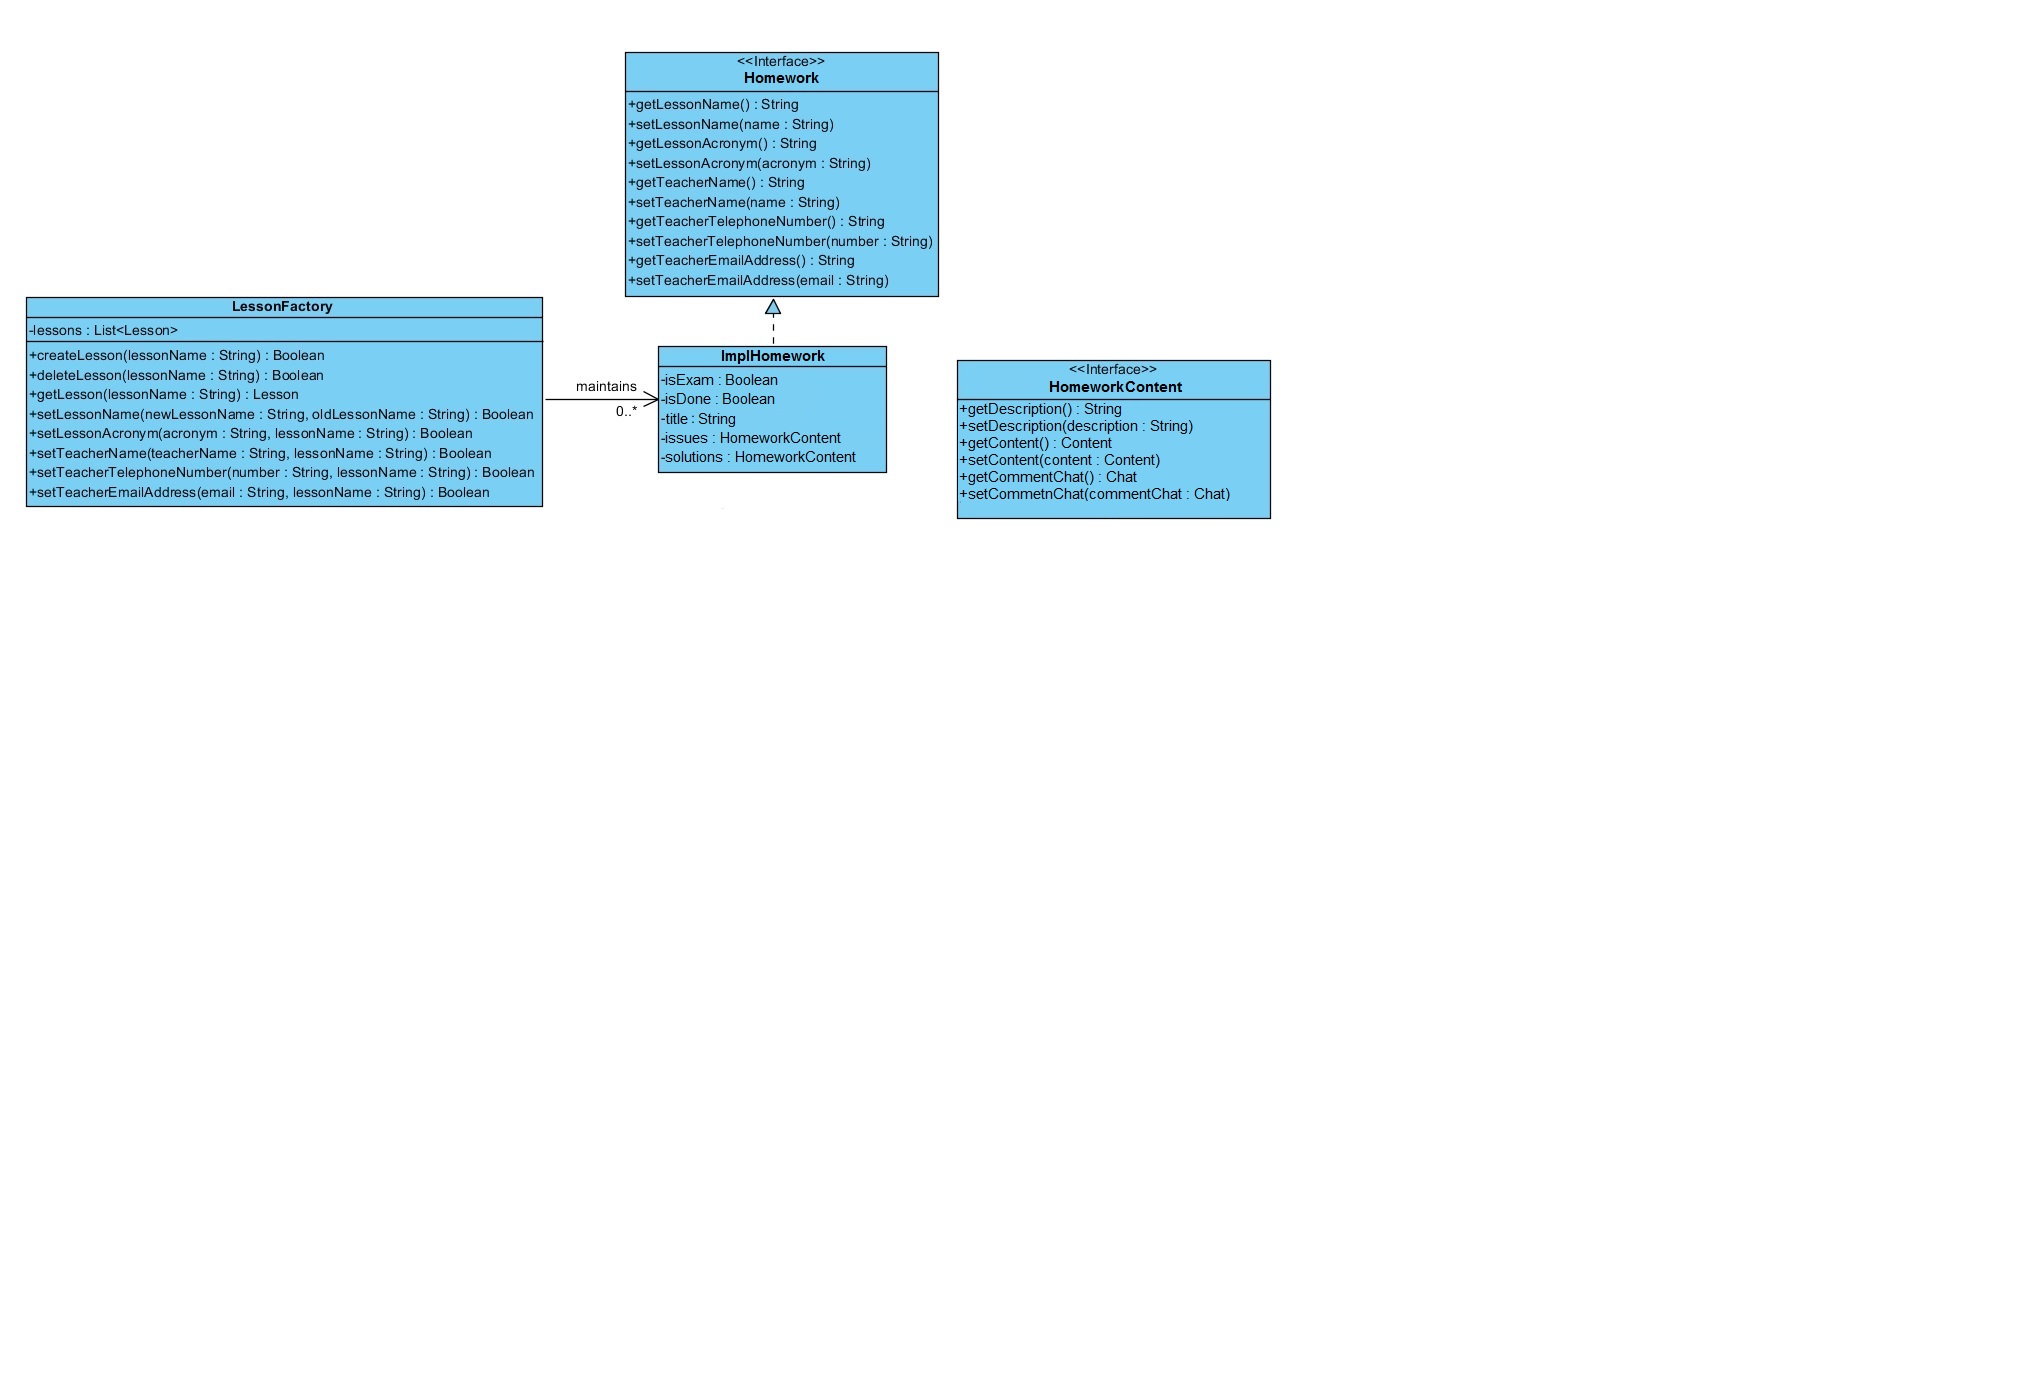 <<Interface>>
Homework
+getLessonName() : String
+setLessonName(name : String)
+getLessonAcronym() : String
+setLessonAcronym(acronym : String)
+getTeacherName() : String
+setTeacherName(name : String)
+getTeacherTelephoneNumber() : String
+setTeacherTelephoneNumber(number : String)
+getTeacherEmailAddress() : String
+setTeacherEmailAddress(email : String)
LessonFactory
-lessons : List<Lesson>
+createLesson(lessonName : String) : Boolean
+deleteLesson(lessonName : String) : Boolean
+getLesson(lessonName : String) : Lesson
+setLessonName(newLessonName : String, oldLessonName : String) : Boolean
+setLessonAcronym(acronym : String, lessonName : String) : Boolean
+setTeacherName(teacherName : String, lessonName : String) : Boolean
+setTeacherTelephoneNumber(number : String, lessonName : String) : Boolean
+setTeacherEmailAddress(email : String, lessonName : String) : Boolean
maintains
0..*
ImplHomework
-isExam : Boolean
-isDone : Boolean
-title : String
-issues : HomeworkContent
-solutions : HomeworkContent
<<Interface>>
HomeworkContent
+getDescription() : String
+setDescription(description : String)
+getContent() : Content
+setContent(content : Content)
+getCommentChat() : Chat
+setCommetnChat(commentChat : Chat)